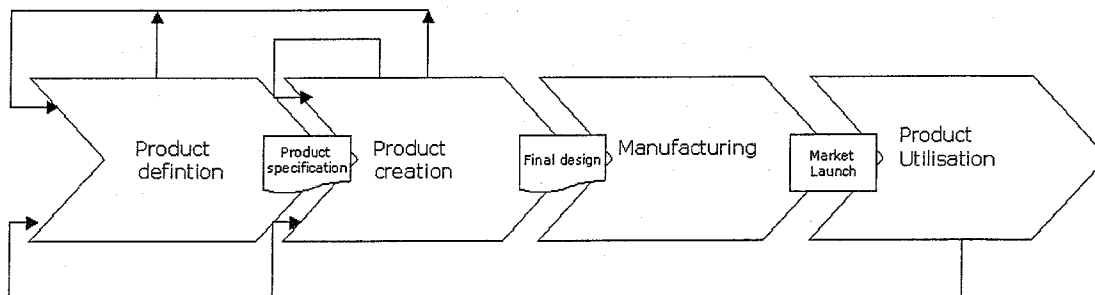 Product
defintion
Product
specification
Product
creation
Final design
Manufacturing
Market
Launch
Product
Utilisation